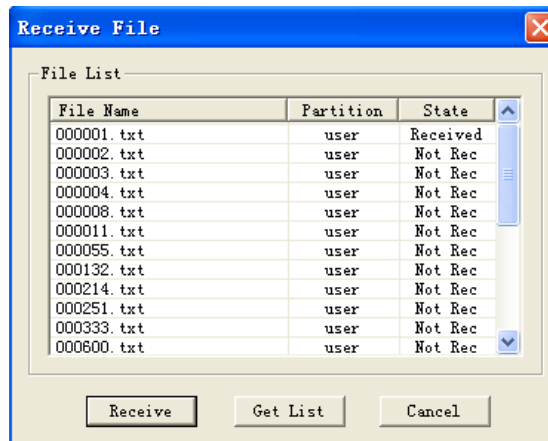 Receive File
File List
File Name Partition State
000001.txt user Received
000002.txt user Not Rec
000003.txt user Not Rec
000004.txt user Not Rec
000008.txt user Not Rec
000011.txt user Not Rec
000055.txt user Not Rec
000132.txt user Not Rec
000214.txt user Not Rec
000251.txt user Not Rec
000333.txt user Not Rec
000600.txt user Not Rec
Receive Get List Cancel